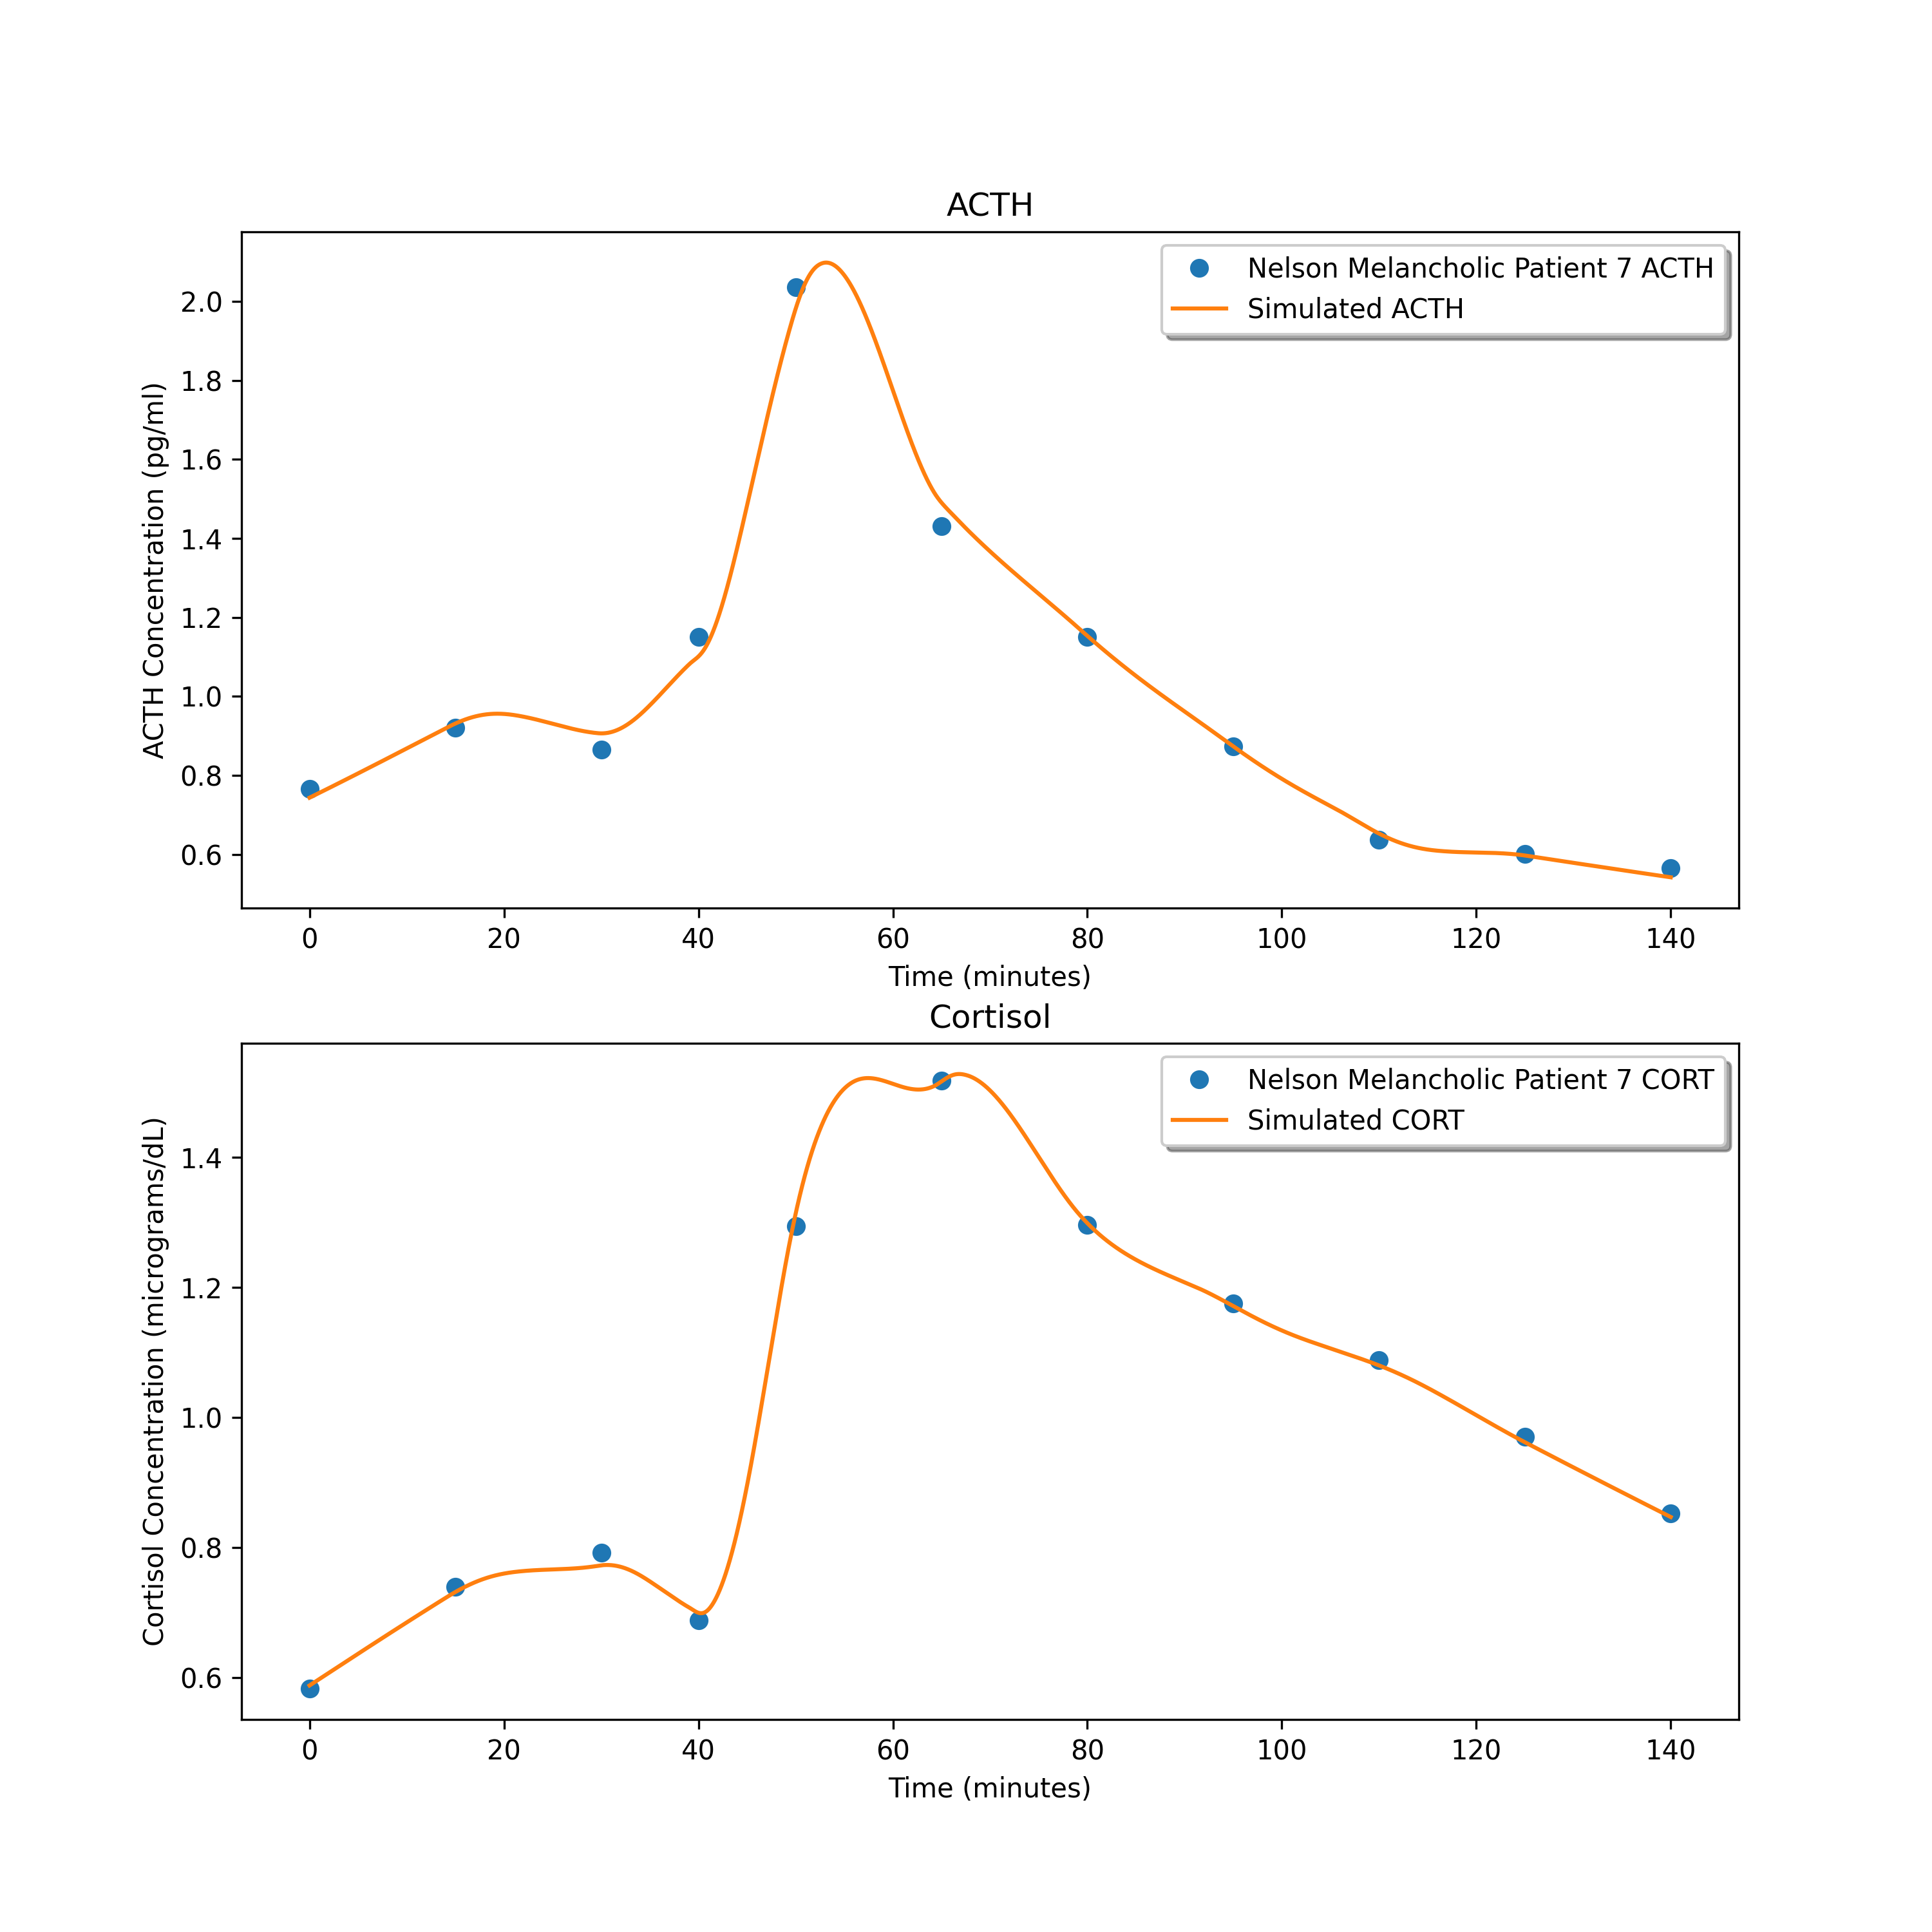 ACTH
Nelson Melancholic Patient 7 ACTH
Simulated ACTH
ACTH Concentration (pg/ml)
2.0
1.8
1.6
1.4
1.2
1.0
0.8
0.6
0 20 40 60 80 100 120 140
Time (minutes)
Cortisol
Nelson Melancholic Patient 7 CORT
Simulated CORT
Cortisol Concentration (micrograms/dL)
1.4
1.2
1.0
0.8
0.6
0 20 40 60 80 100 120 140
Time (minutes)